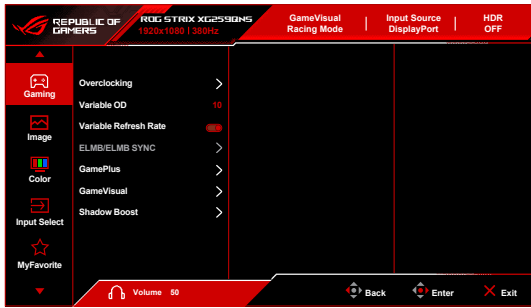 REPUBLIC OF
GAMERS
ROG STRIX XG259QNS
1920x1080 | 380Hz
GameVisual
Racing Mode
Input Source
DisplayPort
HDR
OFF
Gaming
Image
Color
Input Select
MyFavorite
Overclocking
Variable OD 10
Variable Refresh Rate
ELMB/ELMB SYNC
GamePlus
GameVisual
Shadow Boost
Volume 50
Back
Enter
Exit